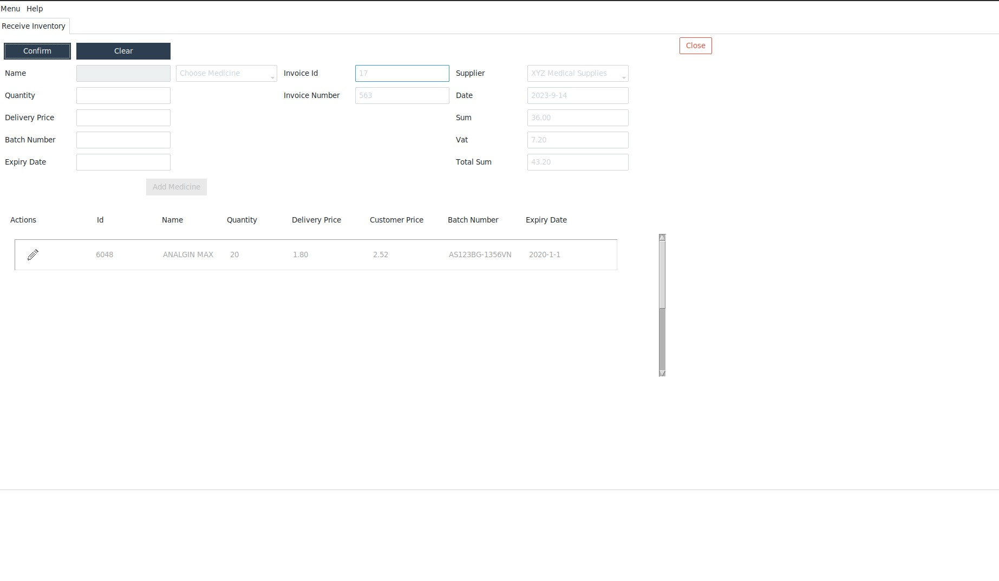 Menu Help
Receive Inventory
Confirm Clear Close
Name Choose Medicine Invoice Id 17 Supplier XYZ Medical Supplies
Quantity Invoice Number 563 Date 2023-9-14
Delivery Price Sum 36.00
Batch Number Vat 7.20
Expiry Date Total Sum 43.20
Add Medicine
Actions Id Name Quantity Delivery Price Customer Price Batch Number Expiry Date
6048 ANALGIN MAX 20 1.80 2.52 AS123BG-1356VN 2020-1-1